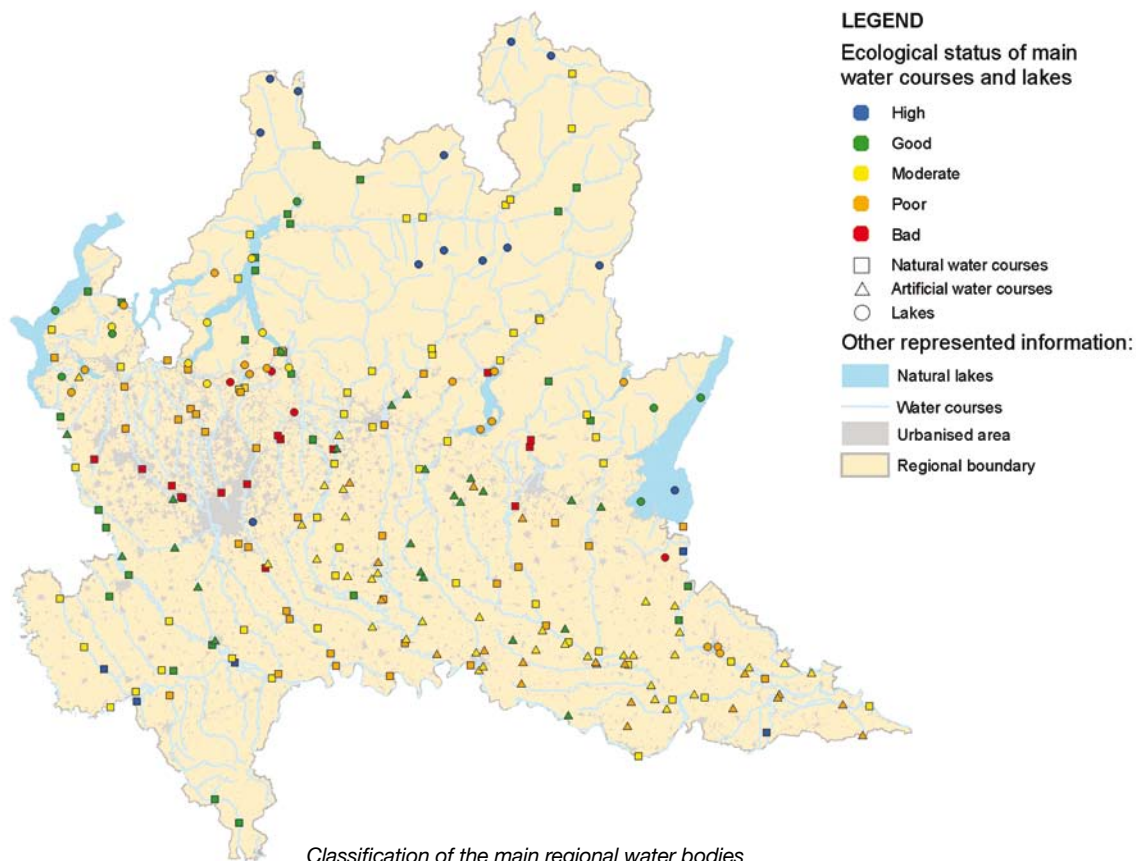 LEGEND
Ecological status of main
water courses and lakes
High
Good
Moderate
Poor
Bad
Natural water courses
Artificial water courses
Lakes
Other represented information:
Natural lakes
Water courses
Urbanised area
Regional boundary
Classification of the main regional water bodies